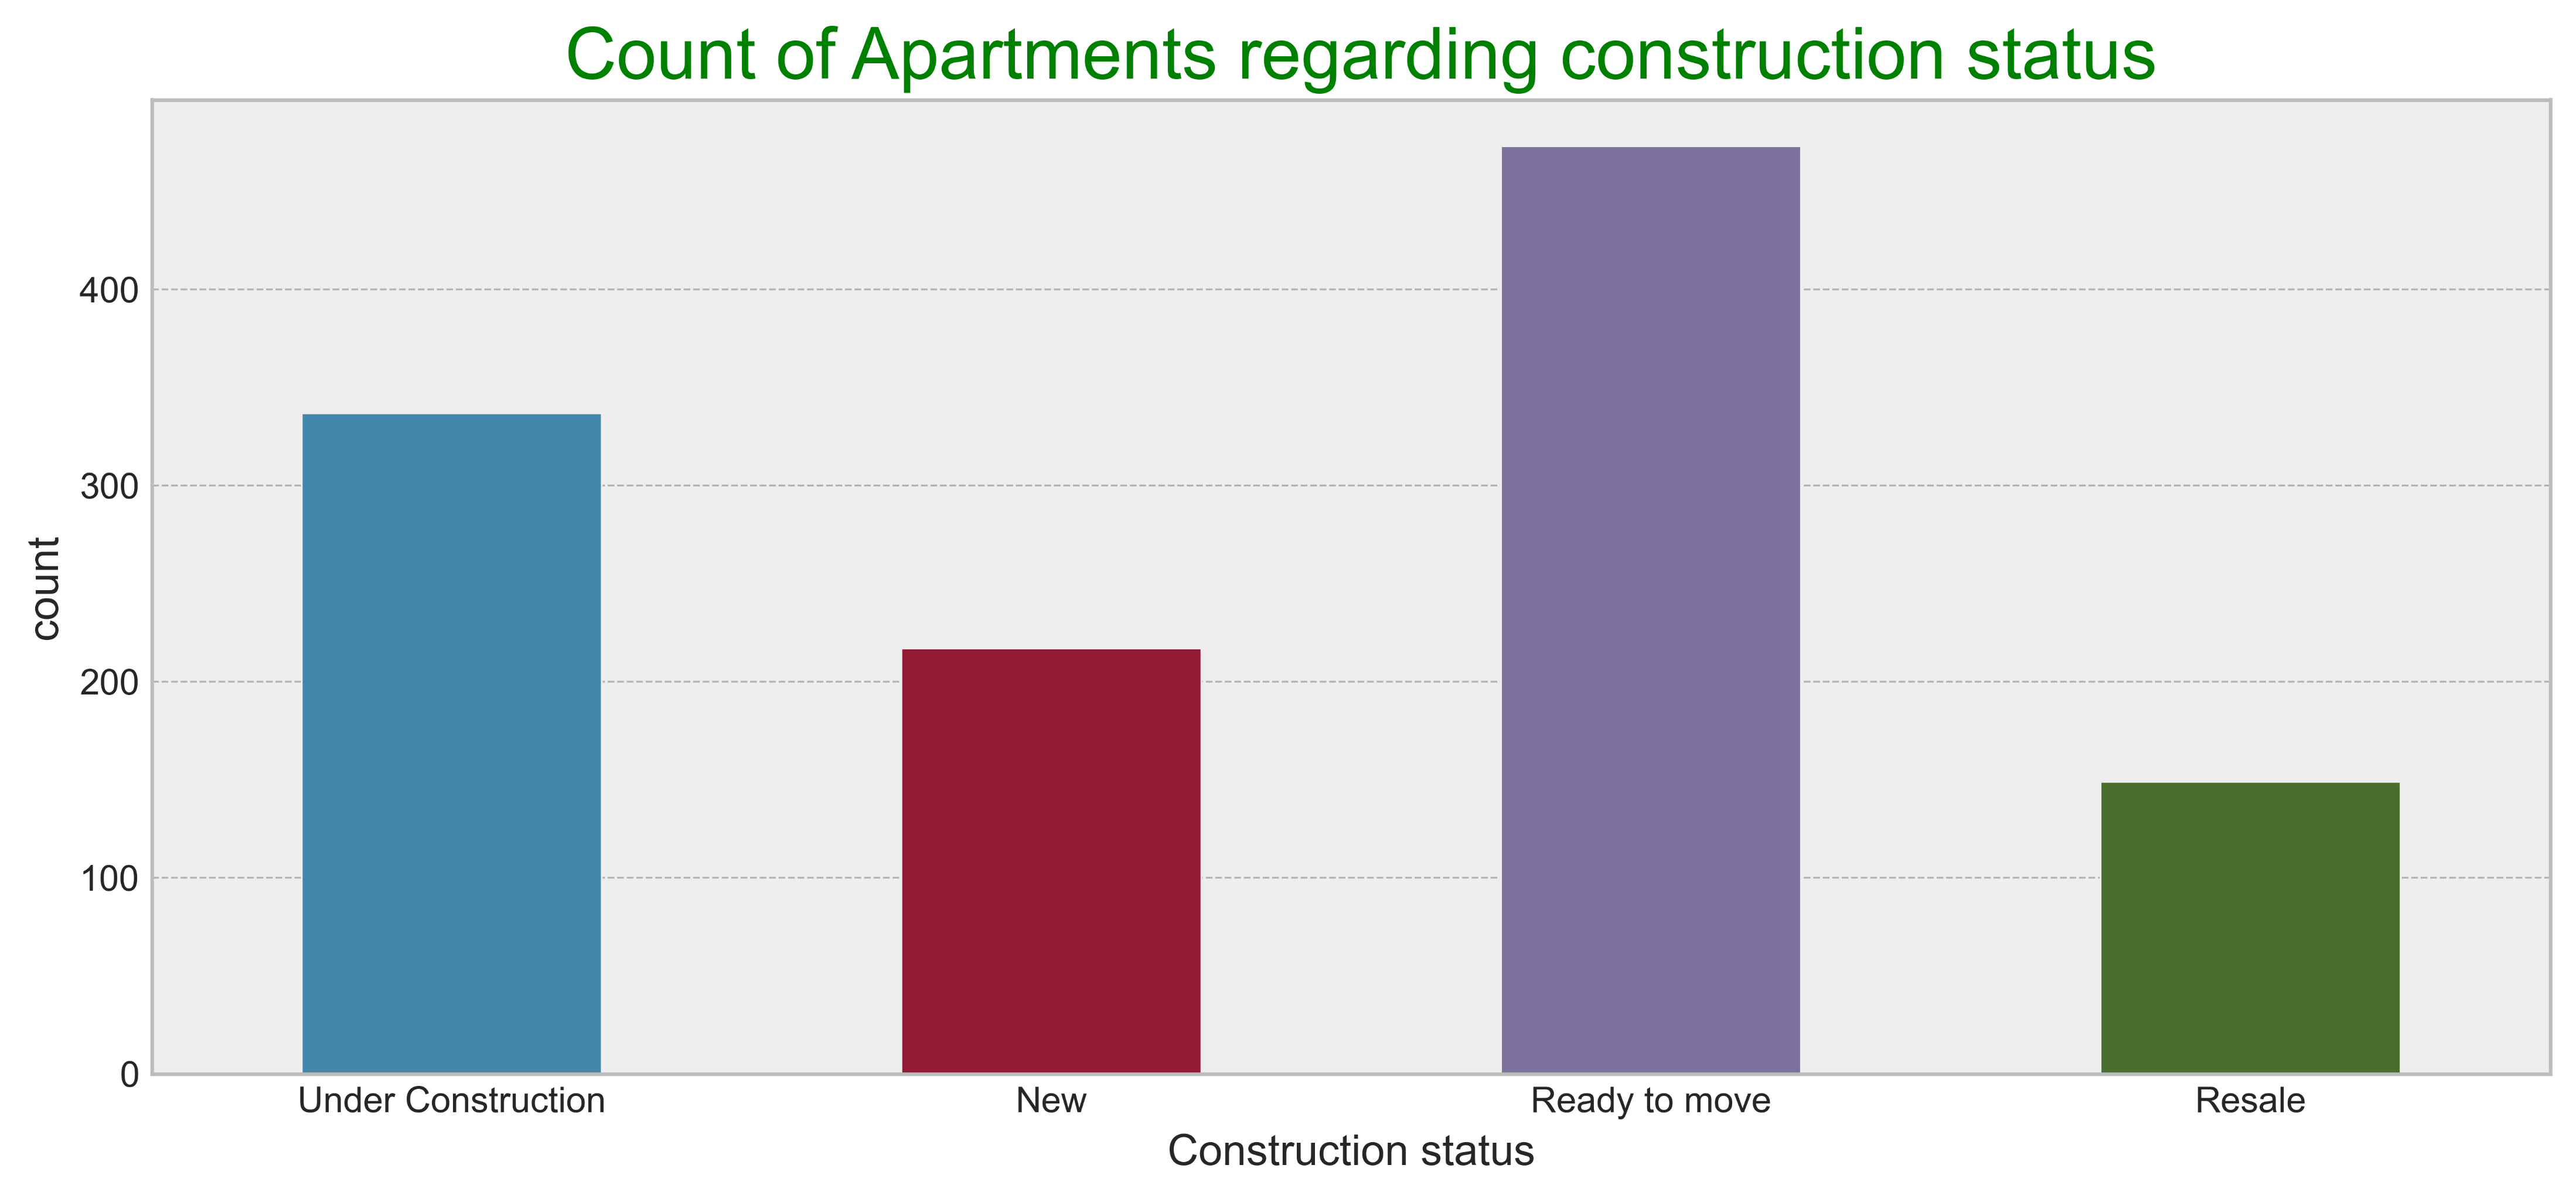 Count of Apartments regarding construction status
count
400
300
200
100
0
Under Construction
New
Ready to move
Resale
Construction status